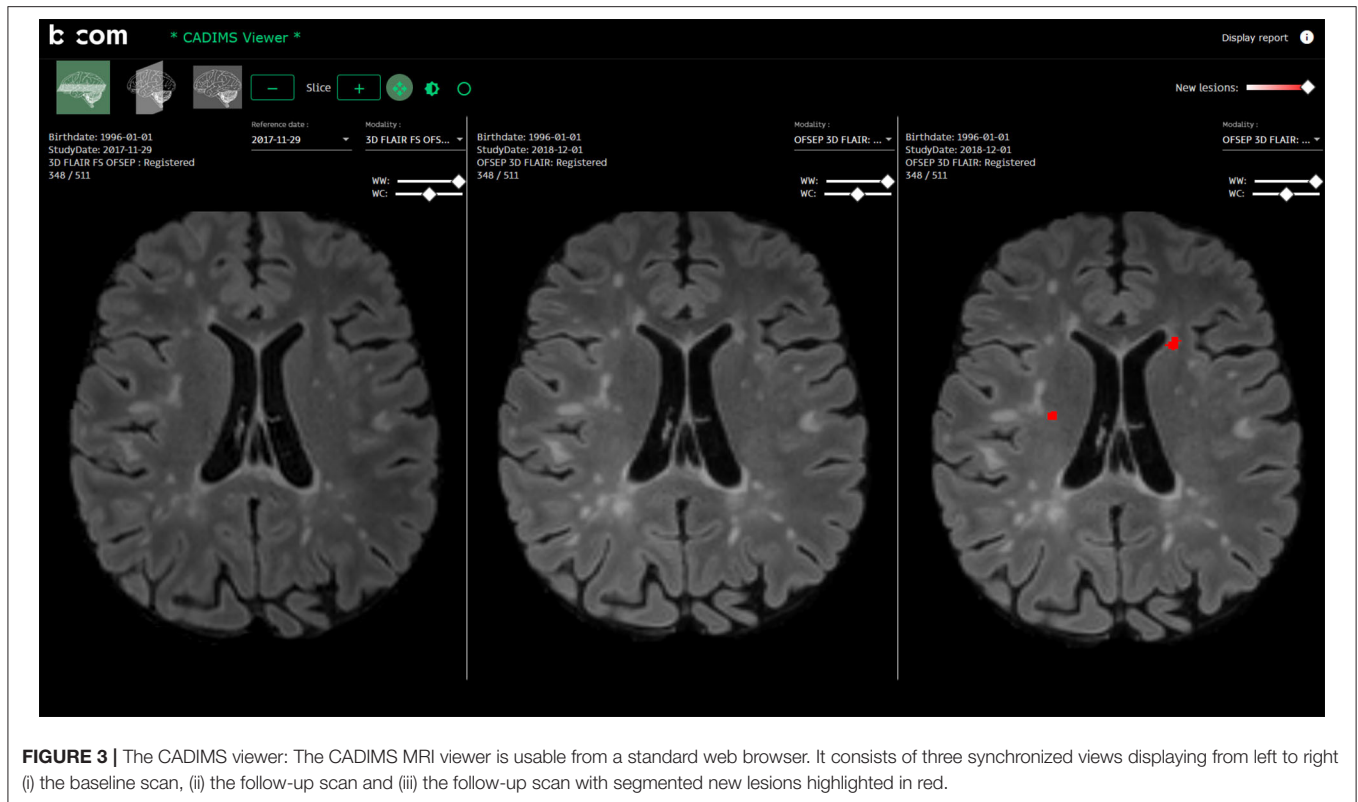 b com * CADIMS Viewer * Display report i
− Slice + New lesions:
Birthdate: 1996-01-01
StudyDate: 2017-11-29
3D FLAIR FS OFSEP : Registered
348 / 511
Reference date :
2017-11-29
Modality :
3D FLAIR FS OFS...
WW:
WC:
Birthdate: 1996-01-01
StudyDate: 2018-12-01
OFSEP 3D FLAIR: Registered
348 / 511
Modality :
OFSEP 3D FLAIR: ...
WW:
WC:
Birthdate: 1996-01-01
StudyDate: 2018-12-01
OFSEP 3D FLAIR: Registered
348 / 511
Modality :
OFSEP 3D FLAIR: ...
WW:
WC:
FIGURE 3 | The CADIMS viewer: The CADIMS MRI viewer is usable from a standard web browser. It consists of three synchronized views displaying from left to right
(i) the baseline scan, (ii) the follow-up scan and (iii) the follow-up scan with segmented new lesions highlighted in red.